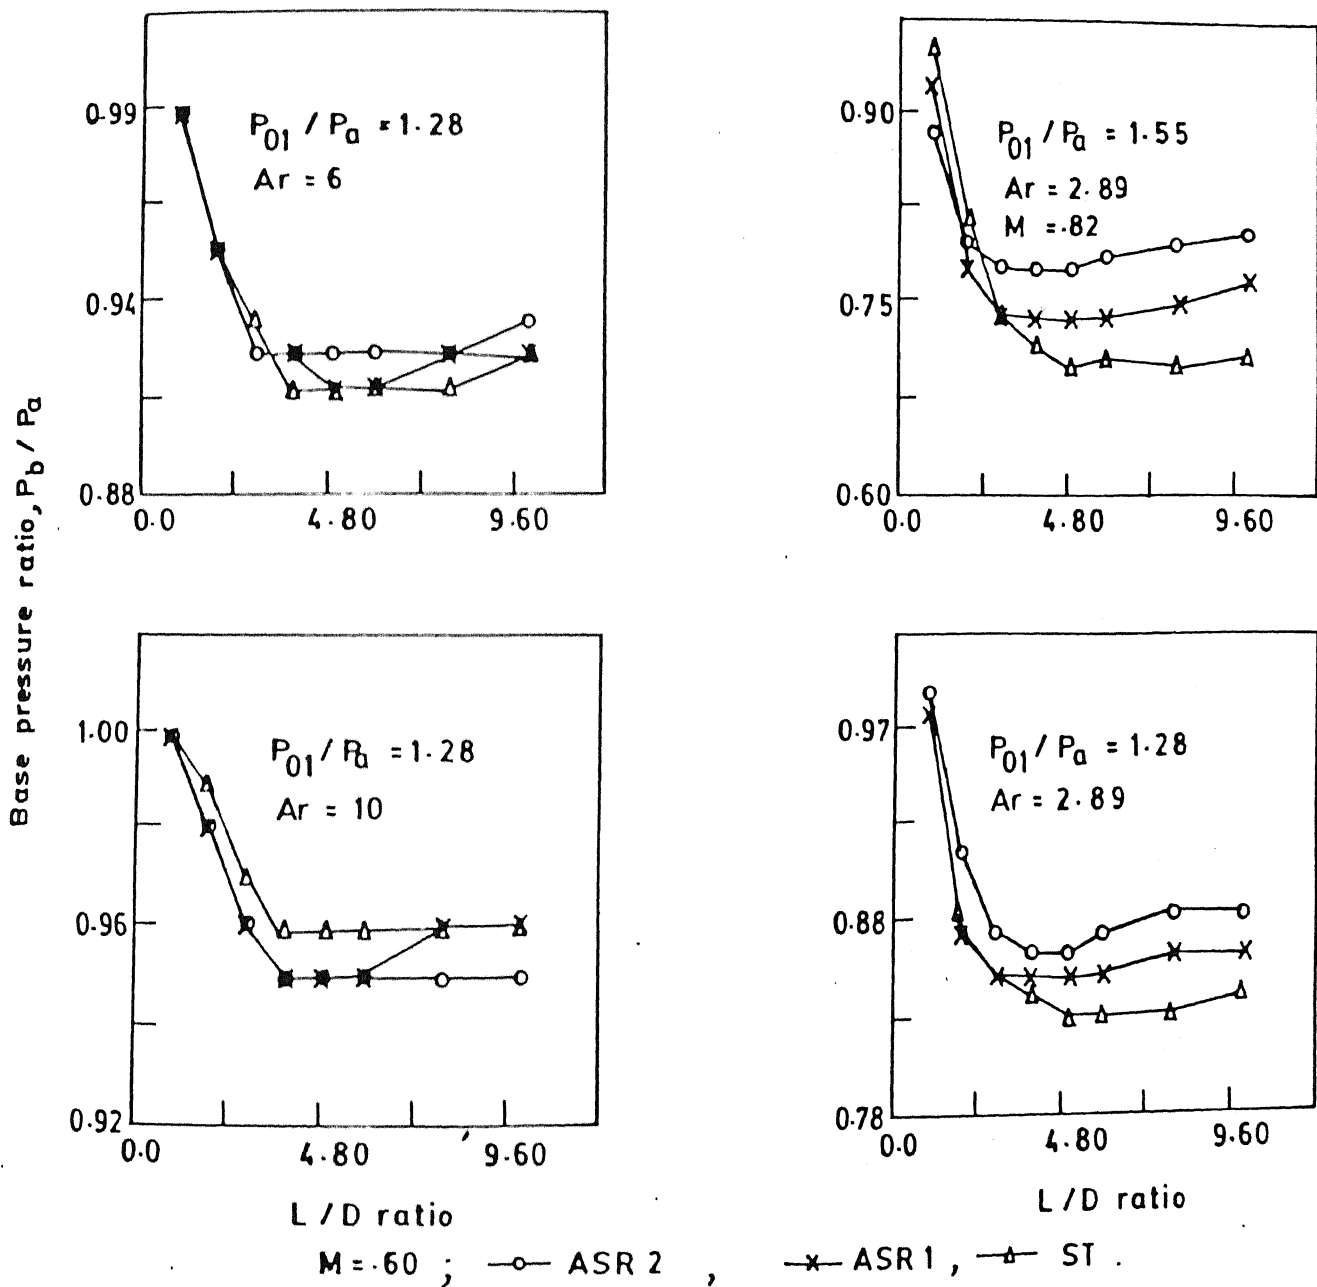 0.99
0.94
0.88
0.0 4.80 9.60
P01 / Pa = 1.28
Ar = 6
0.90
0.75
0.60
0.0 4.80 9.60
P01 / Pa = 1.55
Ar = 2.89
M = .82
Base pressure ratio, Pb / Pa
1.00
0.96
0.92
0.0 4.80 9.60
P01 / Pa = 1.28
Ar = 10
L / D ratio
0.97
0.88
0.78
0.0 4.80 9.60
P01 / Pa = 1.28
Ar = 2.89
L / D ratio
M = .60 ; ASR 2 , ASR 1 , ST .